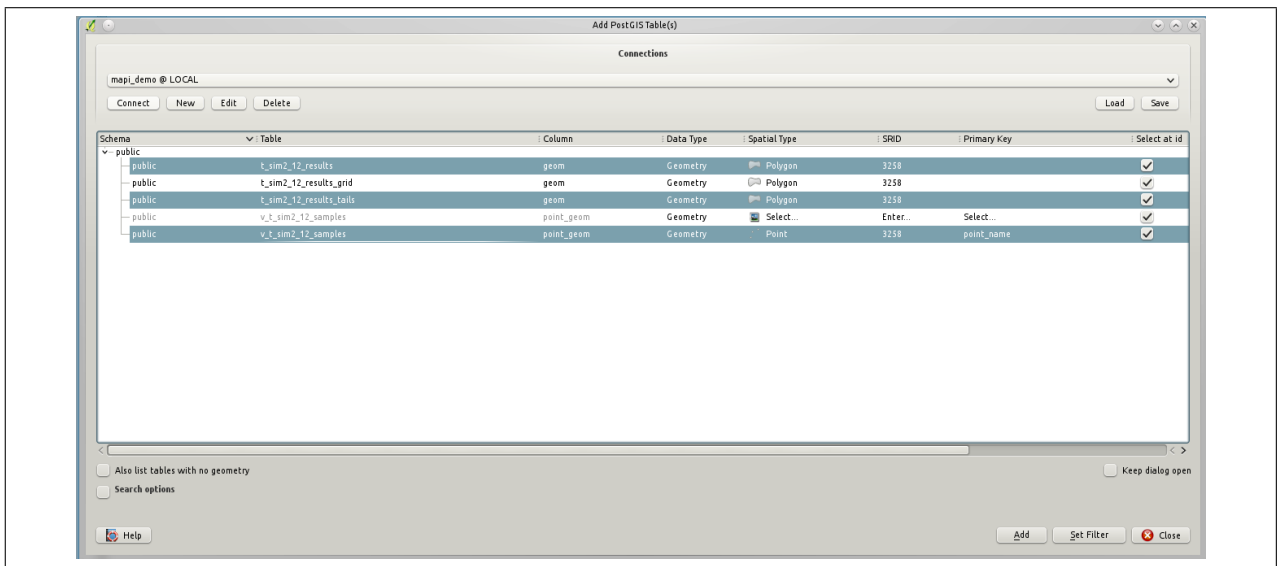 Add PostGIS Table(s)
Connections
mapi_demo @ LOCAL
Connect New Edit Delete Load Save
Schema Table Column Data Type Spatial Type SRID Primary Key Select at id
public
public t_sim2_12_results geom Geometry Polygon 3258
public t_sim2_12_results_grid geom Geometry Polygon 3258
public t_sim2_12_results_tails geom Geometry Polygon 3258
public v_t_sim2_12_samples point_geom Geometry Select... Enter... Select...
public v_t_sim2_12_samples point_geom Geometry Point 3258 point_name
Also list tables with no geometry Keep dialog open
Search options
Help Add Set Filter Close